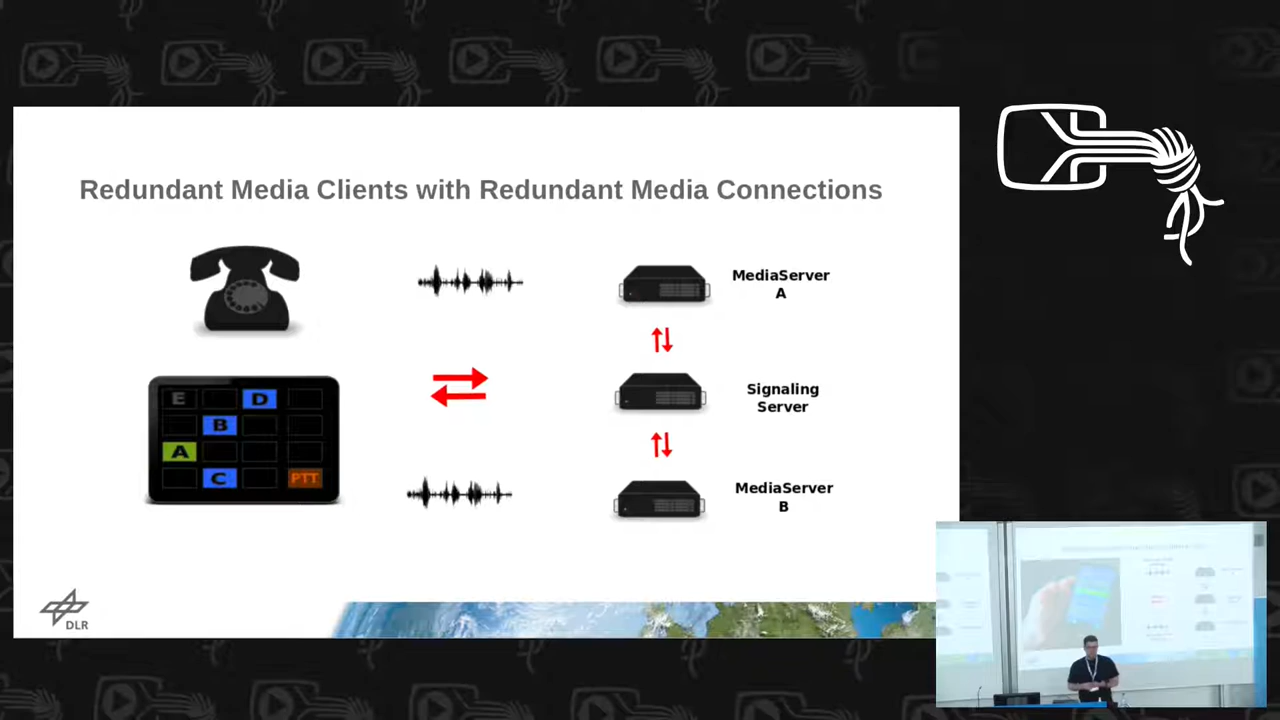 Redundant Media Clients with Redundant Media Connections
MediaServer
A
E
D
B
A
C
PTT
Signaling
Server
MediaServer
B
DLR